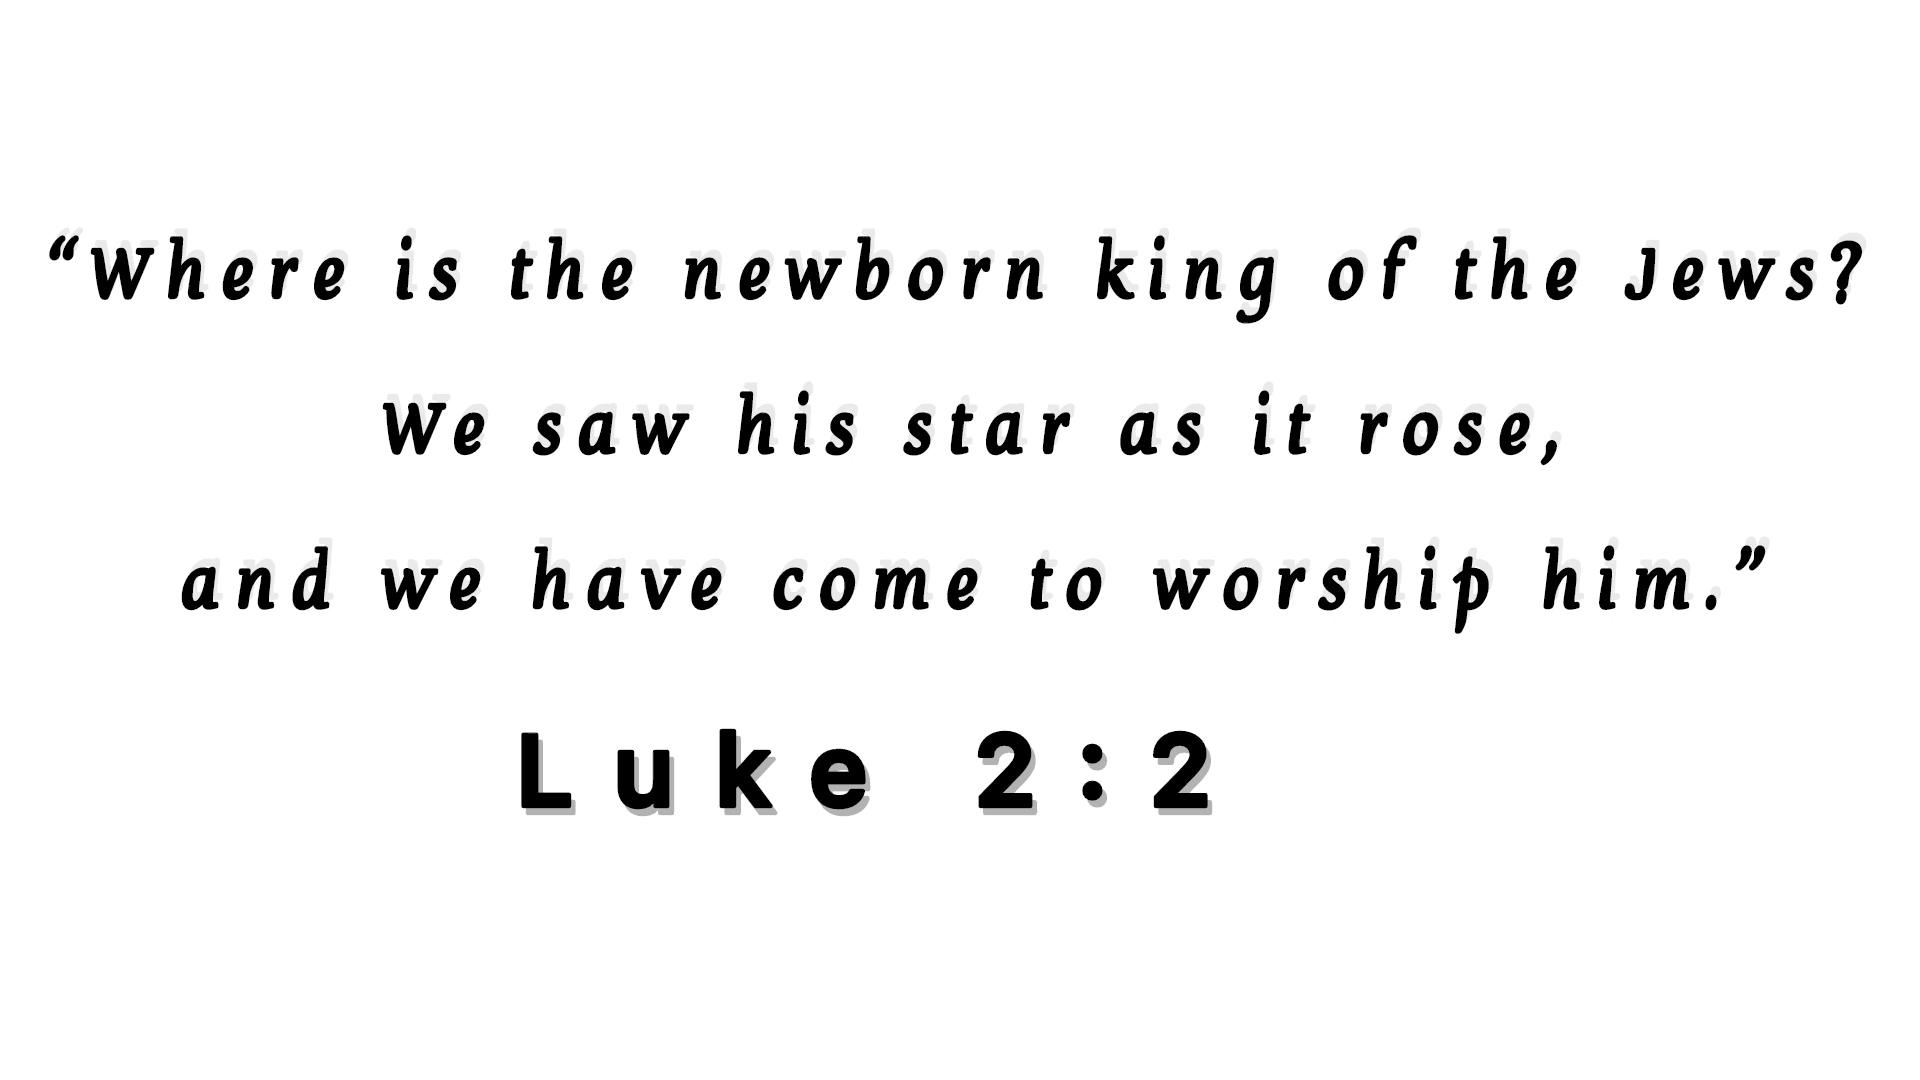 “Where is the newborn king of the Jews?
We saw his star as it rose,
and we have come to worship him.”
Luke 2:2